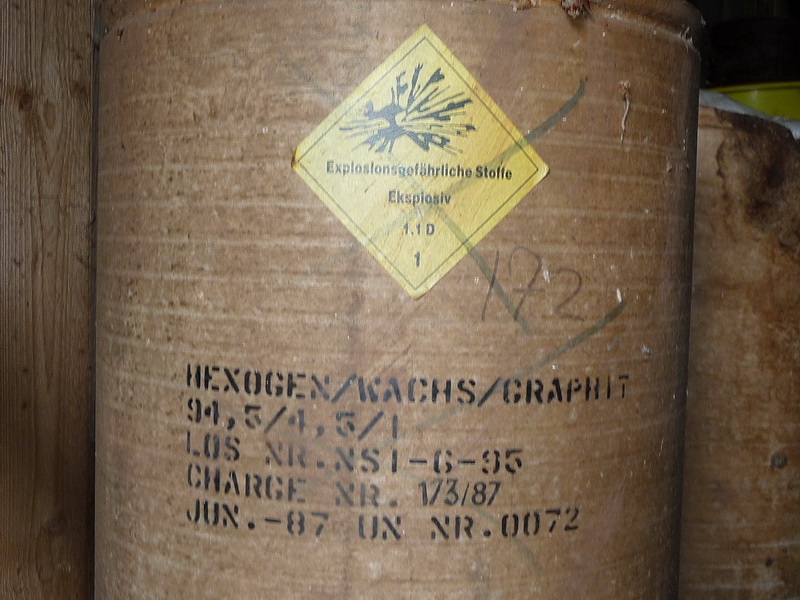 Explosionsgefährliche Stoffe
Eksplosiv
1.1 D
1
172
HEXOGEN/WACHS/GRAPHIT
94,5/4,5/1
LOS NR.NSI-6-95
CHARGE NR. 173/87
JUN.-87 UN NR.0072